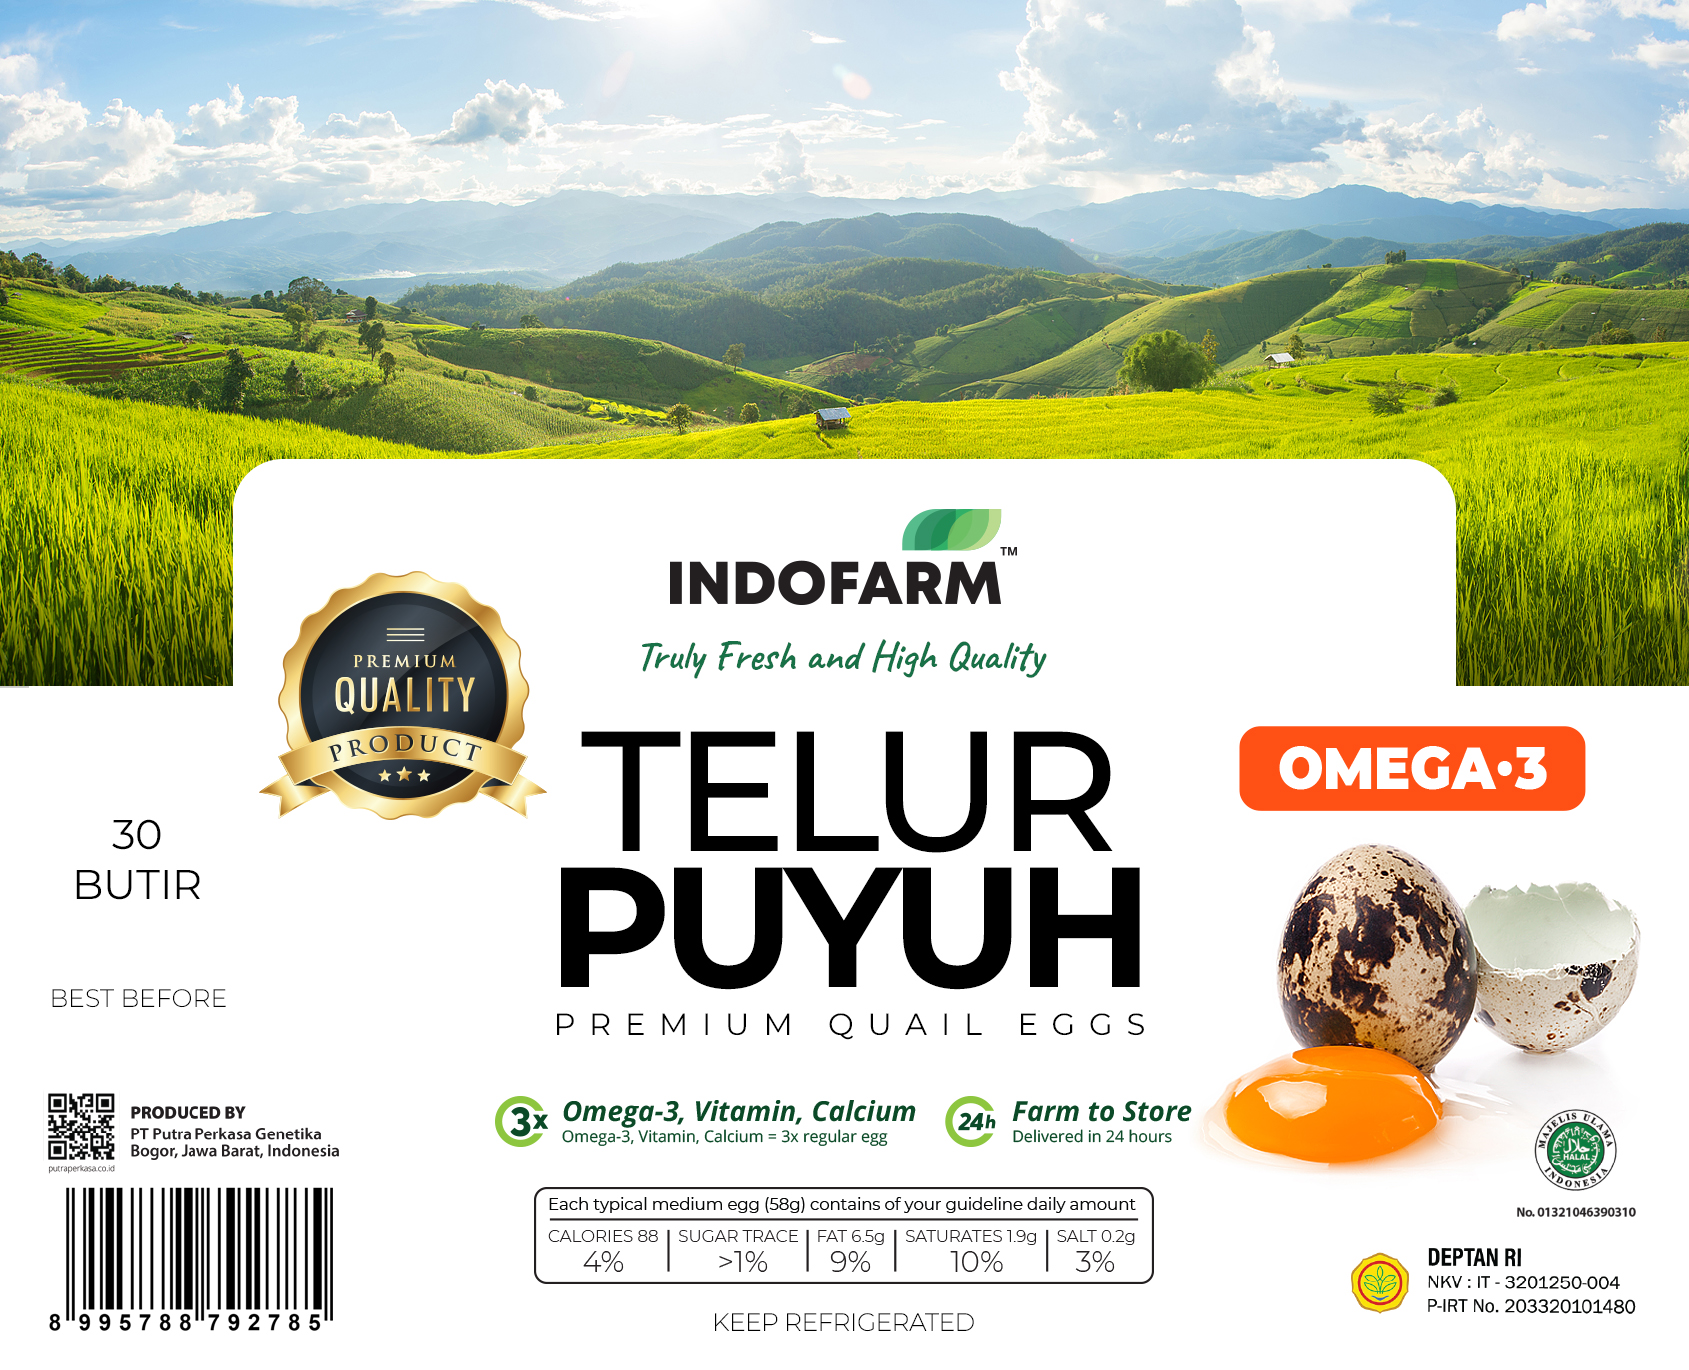 INDOFARM™
Truly Fresh and High Quality
PREMIUM
QUALITY
PRODUCT
TELUR
PUYUH
PREMIUM QUAIL EGGS
OMEGA•3
30
BUTIR
BEST BEFORE
3x
Omega-3, Vitamin, Calcium
Omega-3, Vitamin, Calcium = 3x regular egg
24h
Farm to Store
Delivered in 24 hours
PRODUCED BY
PT Putra Perkasa Genetika
Bogor, Jawa Barat, Indonesia
putraperkasa.co.id
8 995788 792785
Each typical medium egg (58g) contains of your guideline daily amount
CALORIES 88 SUGAR TRACE FAT 6.5g SATURATES 1.9g SALT 0.2g
4% >1% 9% 10% 3%
KEEP REFRIGERATED
MAJELIS ULAMA
حلال
HALAL
INDONESIA
No. 01321046390310
DEPTAN RI
NKV : IT - 3201250-004
P-IRT No. 203320101480